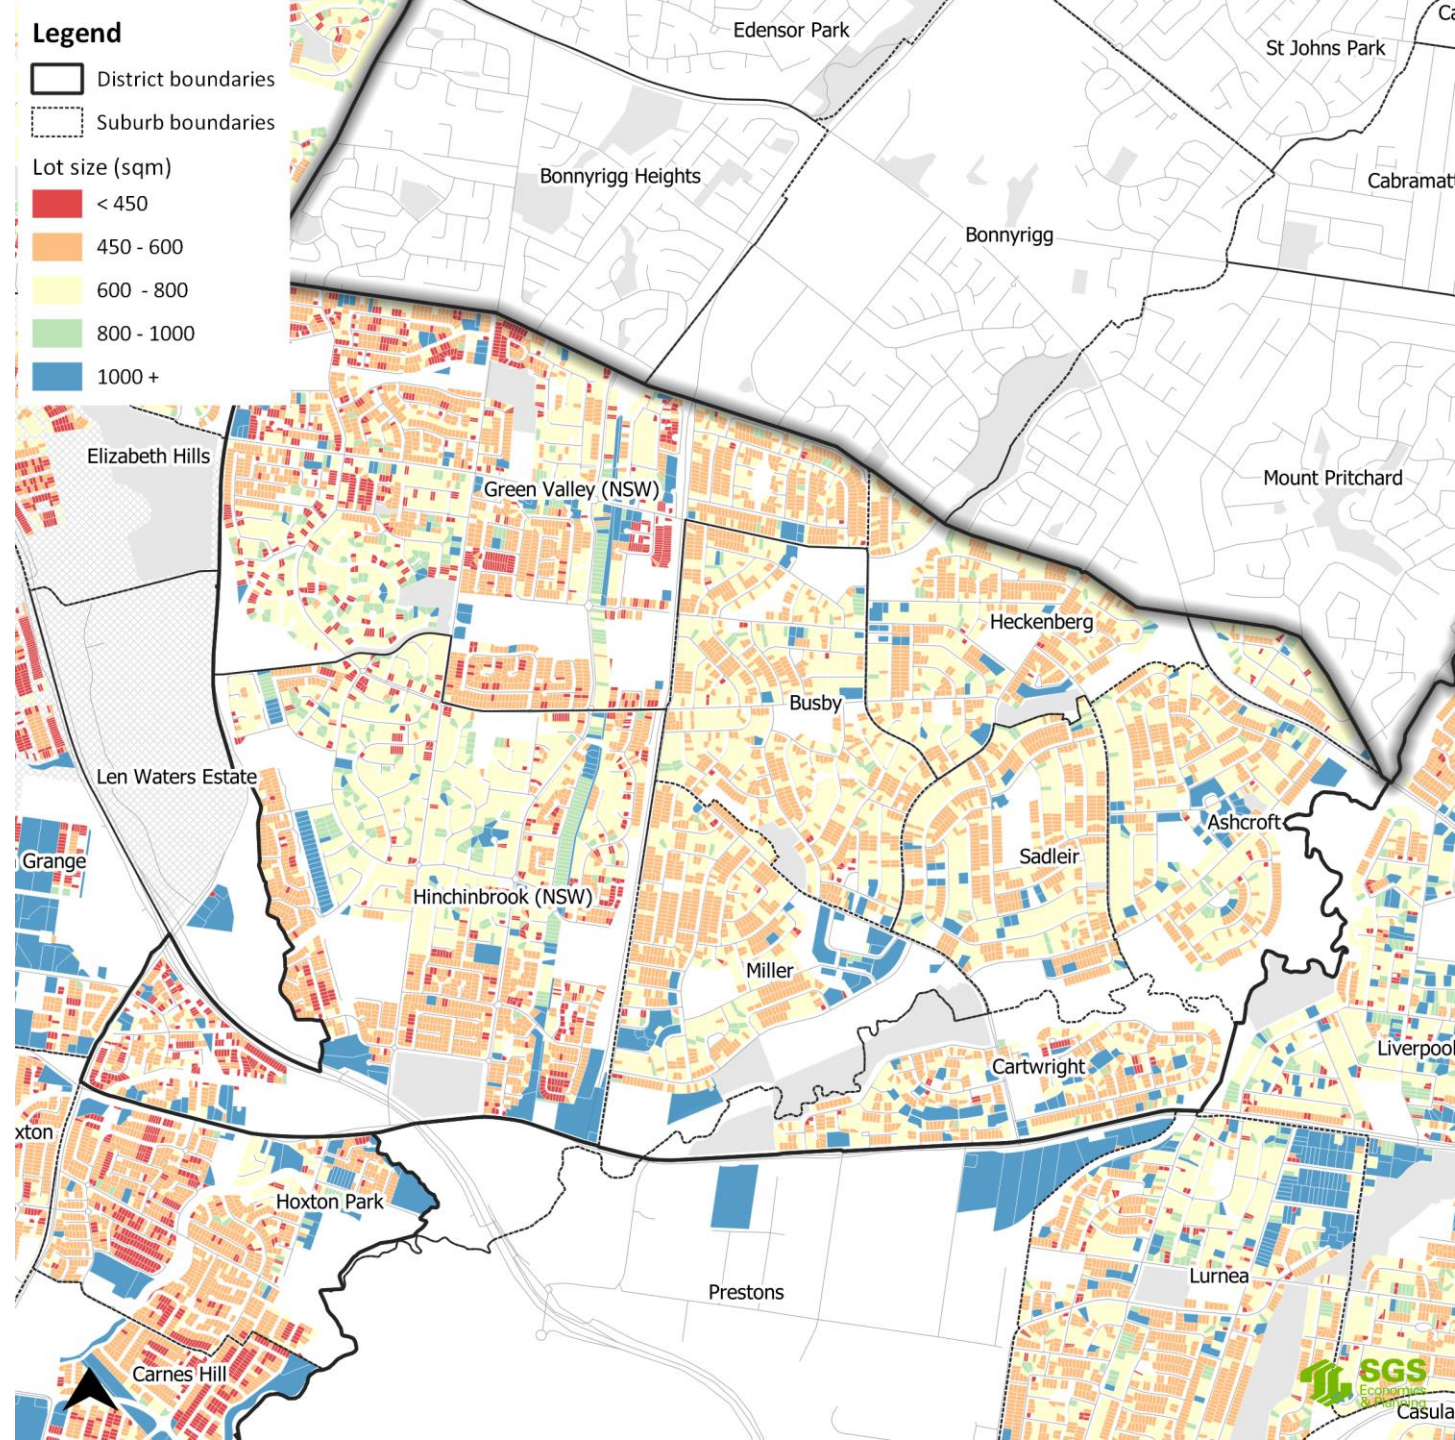 Legend
District boundaries
Suburb boundaries
Lot size (sqm)
< 450
450 - 600
600 - 800
800 - 1000
1000 +
Edensor Park
St Johns Park
Bonnyrigg Heights
Cabramat
Bonnyrigg
Elizabeth Hills
Green Valley (NSW)
Mount Pritchard
Heckenberg
Busby
Len Waters Estate
Ashcroft
Grange
Sadleir
Hinchinbrook (NSW)
Miller
Liverpool
Cartwright
xton
Hoxton Park
Lurnea
Prestons
Carnes Hill
SGS
Economics
& Planning
Casula